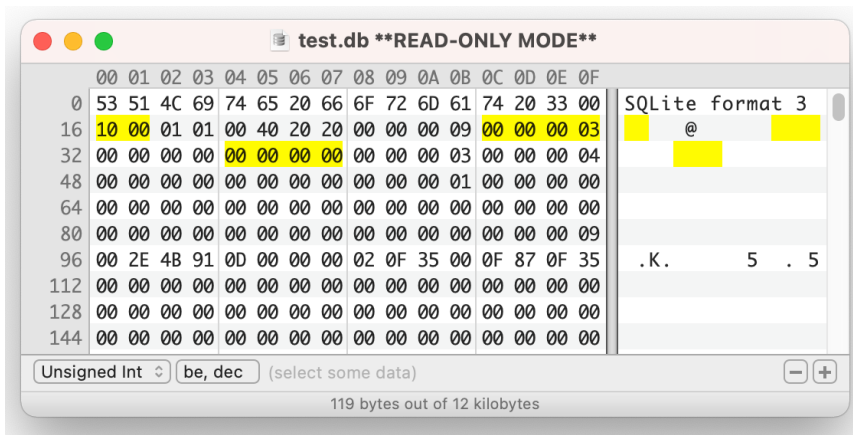 test.db **READ-ONLY MODE**
00 01 02 03 04 05 06 07 08 09 0A 0B 0C 0D 0E 0F
0 53 51 4C 69 74 65 20 66 6F 72 6D 61 74 20 33 00 SQLite format 3
16 10 00 01 01 00 40 20 20 00 00 00 09 00 00 00 03 @
32 00 00 00 00 00 00 00 00 00 00 00 03 00 00 00 04
48 00 00 00 00 00 00 00 00 00 00 00 01 00 00 00 00
64 00 00 00 00 00 00 00 00 00 00 00 00 00 00 00 00
80 00 00 00 00 00 00 00 00 00 00 00 00 00 00 00 09
96 00 2E 4B 91 0D 00 00 00 02 0F 35 00 0F 87 0F 35 .K. 5 . 5
112 00 00 00 00 00 00 00 00 00 00 00 00 00 00 00 00
128 00 00 00 00 00 00 00 00 00 00 00 00 00 00 00 00
144 00 00 00 00 00 00 00 00 00 00 00 00 00 00 00 00
Unsigned Int be, dec (select some data)
119 bytes out of 12 kilobytes